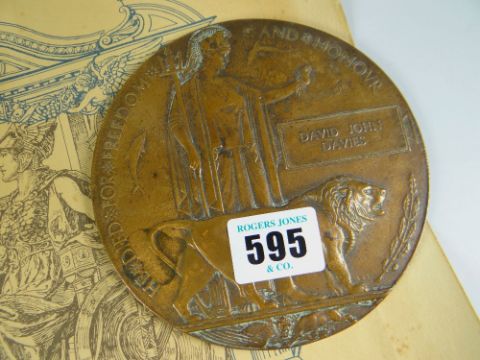 HE DIED FOR FREEDOM AND HONOUR
DAVID JOHN
DAVIES
ROGERS JONES
595
& CO.